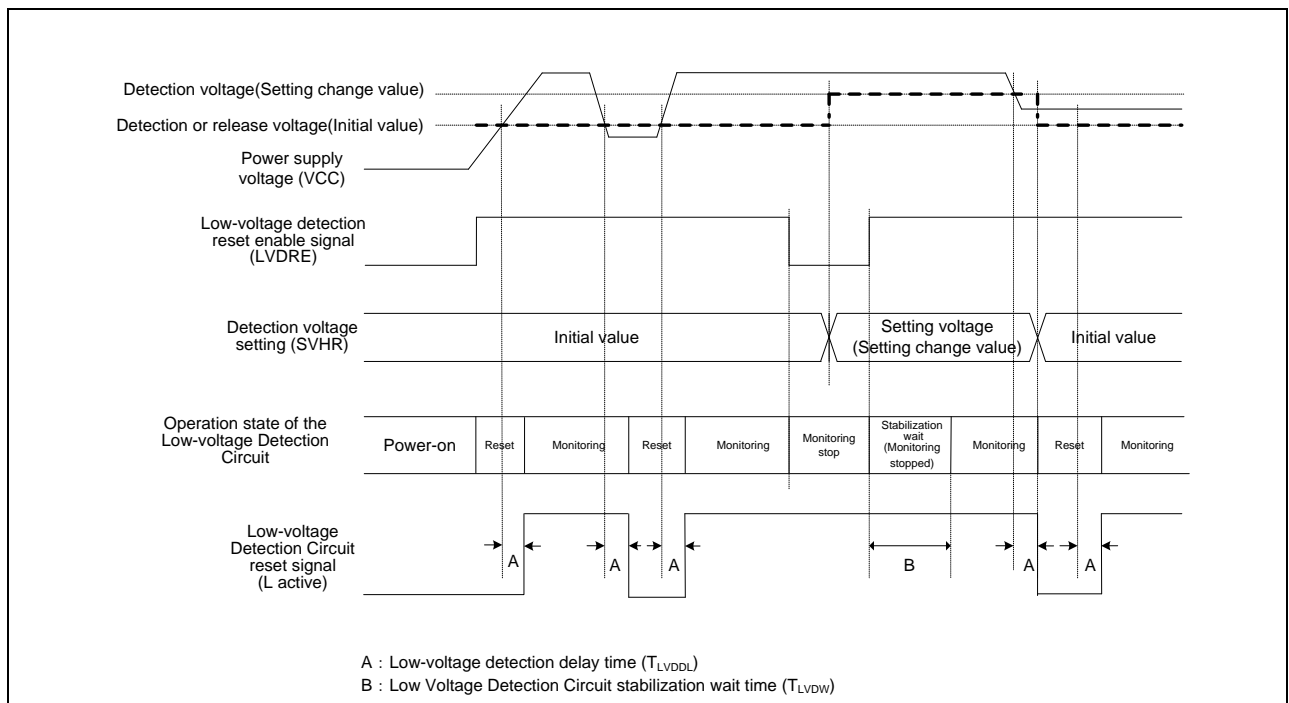 Detection voltage(Setting change value)
Detection or release voltage(Initial value)
Power supply
voltage (VCC)
Low-voltage detection
reset enable signal
(LVDRE)
Detection voltage
setting (SVHR)
Initial value
Setting voltage
(Setting change value)
Initial value
Operation state of the
Low-voltage Detection
Circuit
Power-on
Reset
Monitoring
Reset
Monitoring
Monitoring
stop
Stabilization
wait
(Monitoring
stopped)
Monitoring
Reset
Monitoring
Low-voltage
Detection Circuit
reset signal
(L active)
A
A
A
B
A
A
A : Low-voltage detection delay time (TLVDDL)
B : Low Voltage Detection Circuit stabilization wait time (TLVDW)